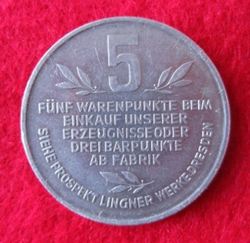 5
FÜNF WARENPUNKTE BEIM
EINKAUF UNSERER
ERZEUGNISSE ODER
DREI BARPUNKTE
AB FABRIK
SIEHE PROSPEKT LINGNER WERKE DRESDEN